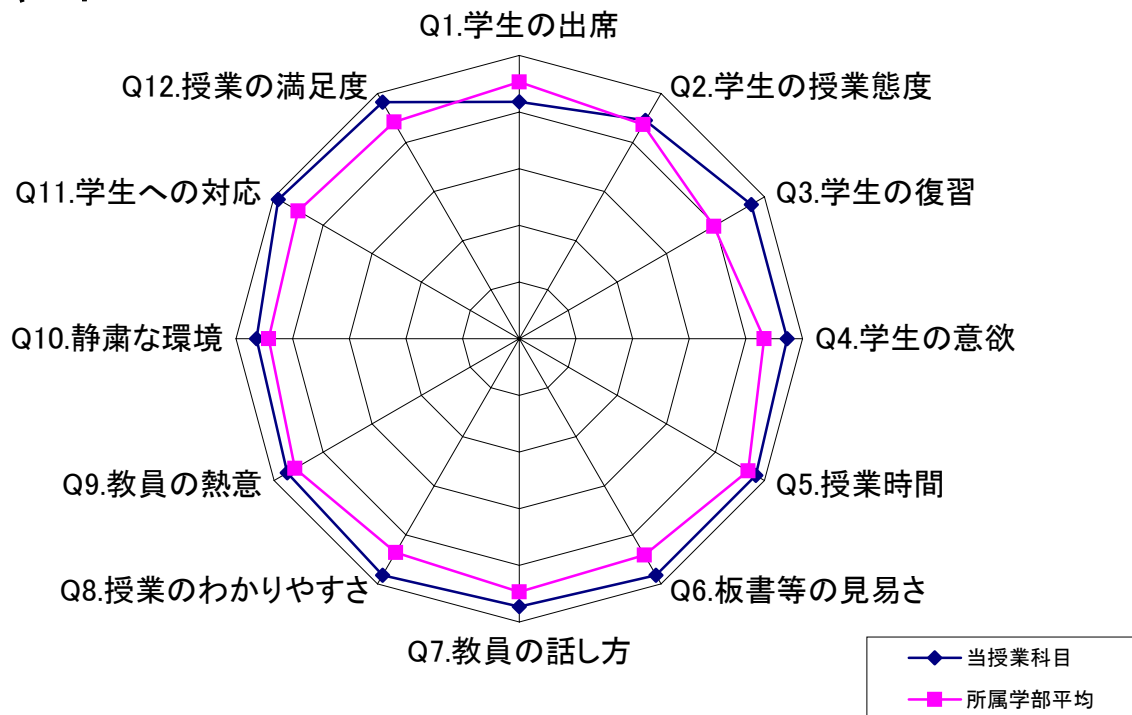 Q1.学生の出席
Q2.学生の授業態度
Q3.学生の復習
Q4.学生の意欲
Q5.授業時間
Q6.板書等の見易さ
Q7.教員の話し方
Q8.授業のわかりやすさ
Q9.教員の熱意
Q10.静粛な環境
Q11.学生への対応
Q12.授業の満足度
当授業科目
所属学部平均